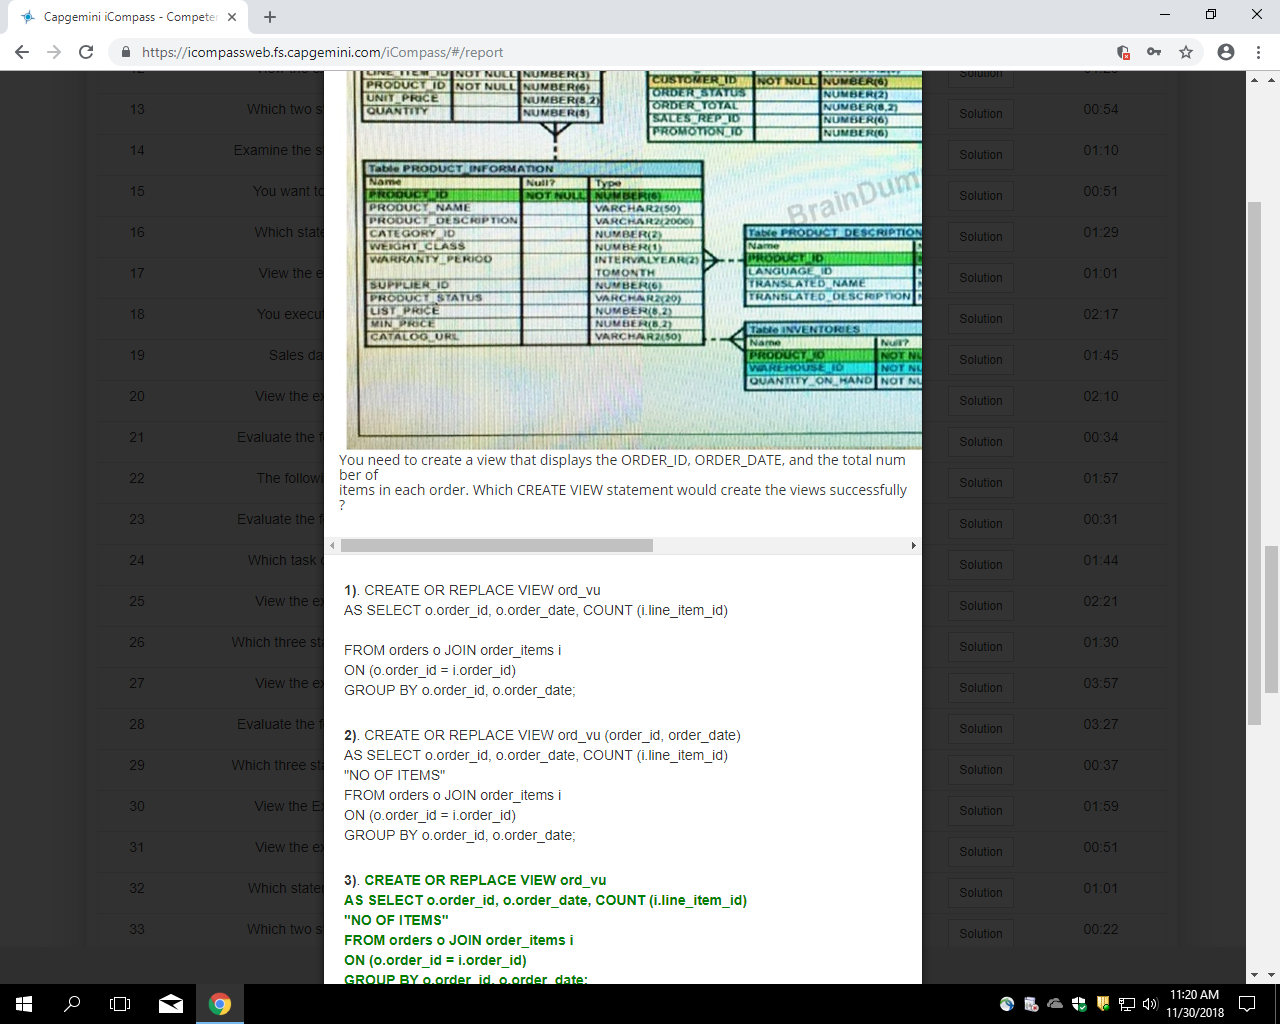 Capgemini iCompass - Competer
https://icompassweb.fs.capgemini.com/iCompass/#/report
LINE_ITEM_ID NOT NULL NUMBER(3)
PRODUCT_ID NOT NULL NUMBER(6)
UNIT_PRICE NUMBER(8,2)
QUANTITY NUMBER(8)
CUSTOMER_ID NOT NULL NUMBER(6)
ORDER_STATUS NUMBER(2)
ORDER_TOTAL NUMBER(8,2)
SALES_REP_ID NUMBER(6)
PROMOTION_ID NUMBER(6)
Table PRODUCT_INFORMATION
Name Null? Type
PRODUCT_ID NOT NULL NUMBER(6)
PRODUCT_NAME VARCHAR2(50)
PRODUCT_DESCRIPTION VARCHAR2(2000)
CATEGORY_ID NUMBER(2)
WEIGHT_CLASS NUMBER(1)
WARRANTY_PERIOD INTERVALYEAR(2)
TOMONTH
SUPPLIER_ID NUMBER(6)
PRODUCT_STATUS VARCHAR2(20)
LIST_PRICE NUMBER(8,2)
MIN_PRICE NUMBER(8,2)
CATALOG_URL VARCHAR2(50)
BrainDum
Table PRODUCT_DESCRIPTION
Name
PRODUCT_ID
LANGUAGE_ID
TRANSLATED_NAME
TRANSLATED_DESCRIPTION
Table INVENTORIES
Name Null?
PRODUCT_ID NOT NU
WAREHOUSE_ID NOT NU
QUANTITY_ON_HAND NOT NU
You need to create a view that displays the ORDER_ID, ORDER_DATE, and the total num
ber of
items in each order. Which CREATE VIEW statement would create the views successfully
?
1). CREATE OR REPLACE VIEW ord_vu
AS SELECT o.order_id, o.order_date, COUNT (i.line_item_id)
FROM orders o JOIN order_items i
ON (o.order_id = i.order_id)
GROUP BY o.order_id, o.order_date;
2). CREATE OR REPLACE VIEW ord_vu (order_id, order_date)
AS SELECT o.order_id, o.order_date, COUNT (i.line_item_id)
"NO OF ITEMS"
FROM orders o JOIN order_items i
ON (o.order_id = i.order_id)
GROUP BY o.order_id, o.order_date;
3). CREATE OR REPLACE VIEW ord_vu
AS SELECT o.order_id, o.order_date, COUNT (i.line_item_id)
"NO OF ITEMS"
FROM orders o JOIN order_items i
ON (o.order_id = i.order_id)
GROUP BY o.order_id, o.order_date;
13 Which two s Solution 00:54
14 Examine the s Solution 01:10
15 You want to Solution 00:51
16 Which state Solution 01:29
17 View the e Solution 01:01
18 You execu Solution 02:17
19 Sales da Solution 01:45
20 View the ex Solution 02:10
21 Evaluate the f Solution 00:34
22 The follow Solution 01:57
23 Evaluate the f Solution 00:31
24 Which task Solution 01:44
25 View the e Solution 02:21
26 Which three st Solution 01:30
27 View the e Solution 03:57
28 Evaluate the f Solution 03:27
29 Which three st Solution 00:37
30 View the E Solution 01:59
31 View the e Solution 00:51
32 Which state Solution 01:01
33 Which two s Solution 00:22
11:20 AM
11/30/2018